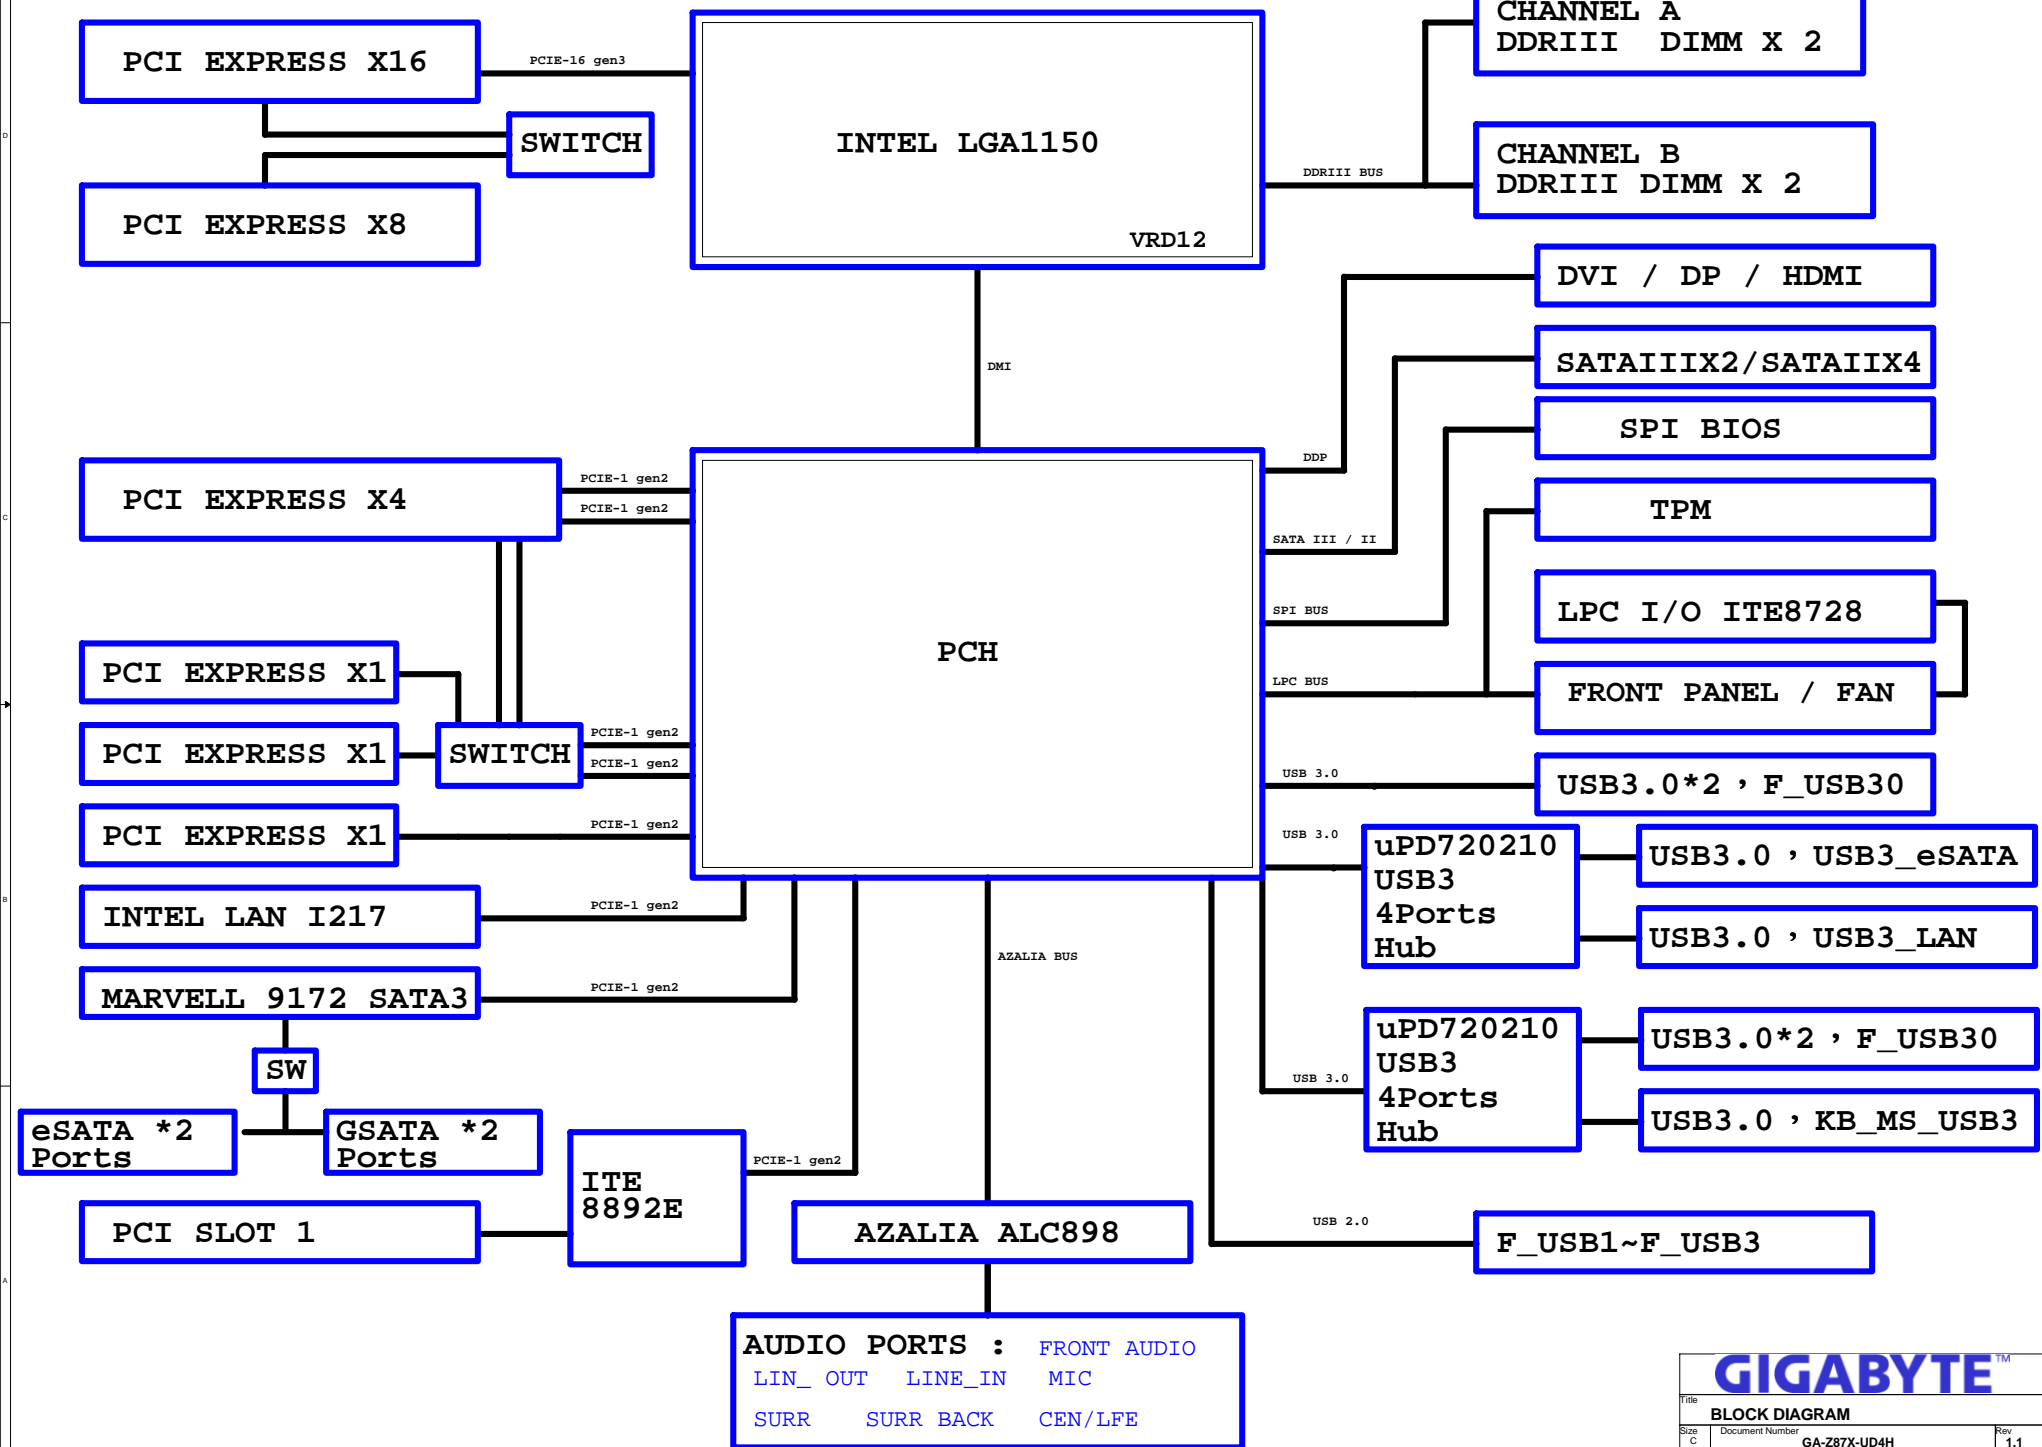 CHANNEL A
DDRIII DIMM X 2
PCI EXPRESS X16
PCIE-16 gen3
SWITCH
INTEL LGA1150
VRD12
DDRIII BUS
CHANNEL B
DDRIII DIMM X 2
PCI EXPRESS X8
D
DVI / DP / HDMI
DMI
SATAIIIX2/SATAIIX4
SPI BIOS
DDP
PCI EXPRESS X4
PCIE-1 gen2
PCIE-1 gen2
C
TPM
SATA III / II
SPI BUS
LPC I/O ITE8728
PCH
LPC BUS
FRONT PANEL / FAN
PCI EXPRESS X1
PCI EXPRESS X1
SWITCH
PCIE-1 gen2
PCIE-1 gen2
USB 3.0
USB3.0*2，F_USB30
PCI EXPRESS X1
PCIE-1 gen2
USB 3.0
uPD720210
USB3
4Ports
Hub
USB3.0，USB3_eSATA
USB3.0，USB3_LAN
B
INTEL LAN I217
PCIE-1 gen2
AZALIA BUS
MARVELL 9172 SATA3
PCIE-1 gen2
SW
eSATA *2
Ports
GSATA *2
Ports
USB 3.0
uPD720210
USB3
4Ports
Hub
USB3.0*2，F_USB30
USB3.0，KB_MS_USB3
ITE
8892E
PCIE-1 gen2
PCI SLOT 1
AZALIA ALC898
USB 2.0
F_USB1~F_USB3
A
AUDIO PORTS : FRONT AUDIO
LIN_ OUT LINE_IN MIC
SURR SURR BACK CEN/LFE
GIGABYTE™
Title
BLOCK DIAGRAM
Size
C
Document Number
GA-Z87X-UD4H
Rev
1.1